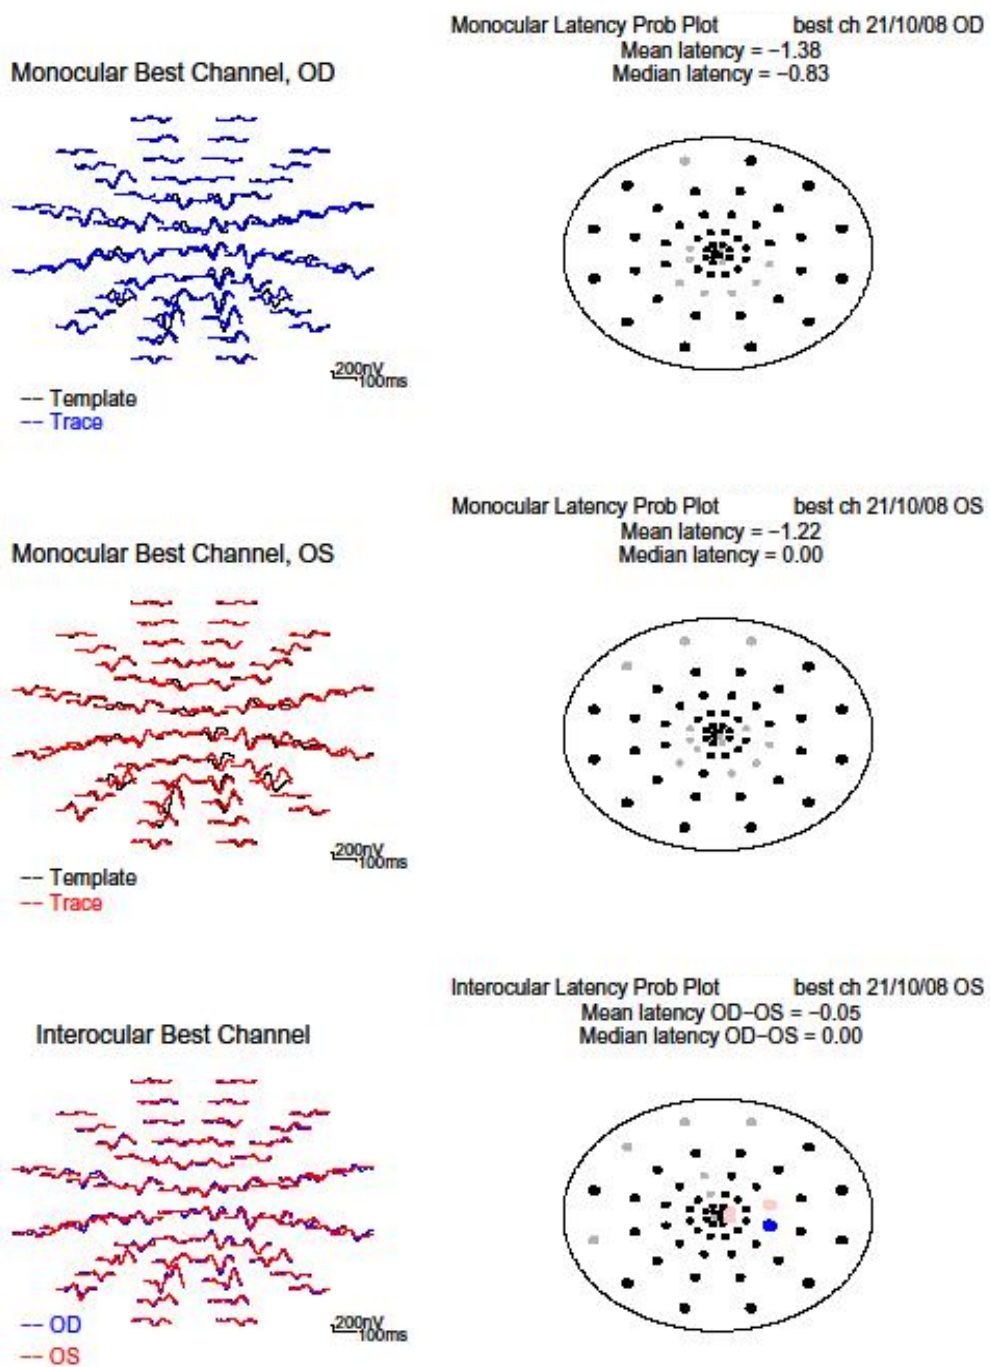 Monocular Best Channel, OD
Monocular Latency Prob Plot best ch 21/10/08 OD
Mean latency = −1.38
Median latency = −0.83
200nV
100ms
−− Template
−− Trace
Monocular Best Channel, OS
Monocular Latency Prob Plot best ch 21/10/08 OS
Mean latency = −1.22
Median latency = 0.00
200nV
100ms
−− Template
−− Trace
Interocular Best Channel
Interocular Latency Prob Plot best ch 21/10/08 OS
Mean latency OD−OS = −0.05
Median latency OD−OS = 0.00
200nV
100ms
−− OD
−− OS